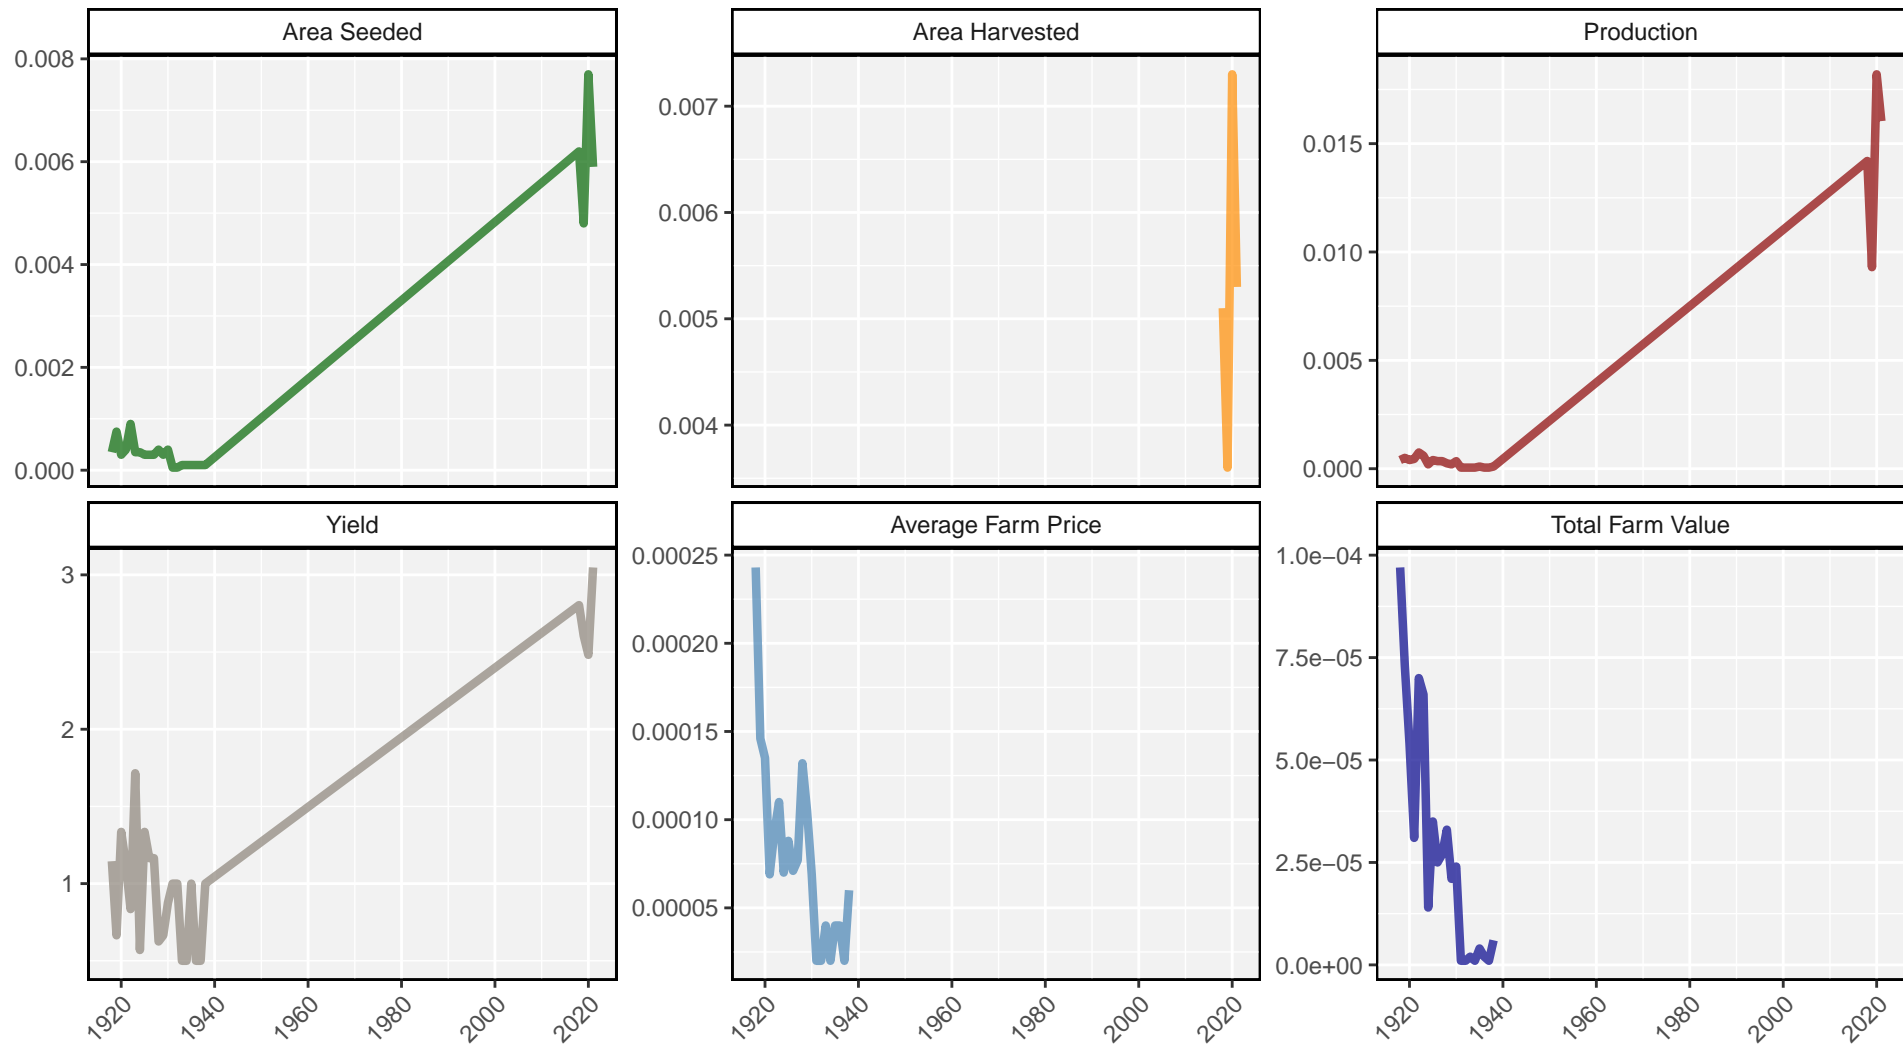 Area Seeded
Area Harvested
Production
0.008
0.006
0.004
0.002
0.000
0.007
0.006
0.005
0.004
0.015
0.010
0.005
0.000
Yield
Average Farm Price
Total Farm Value
3
2
1
0.00025
0.00020
0.00015
0.00010
0.00005
1.0e−04
7.5e−05
5.0e−05
2.5e−05
0.0e+00
1920 1940 1960 1980 2000 2020
1920 1940 1960 1980 2000 2020
1920 1940 1960 1980 2000 2020